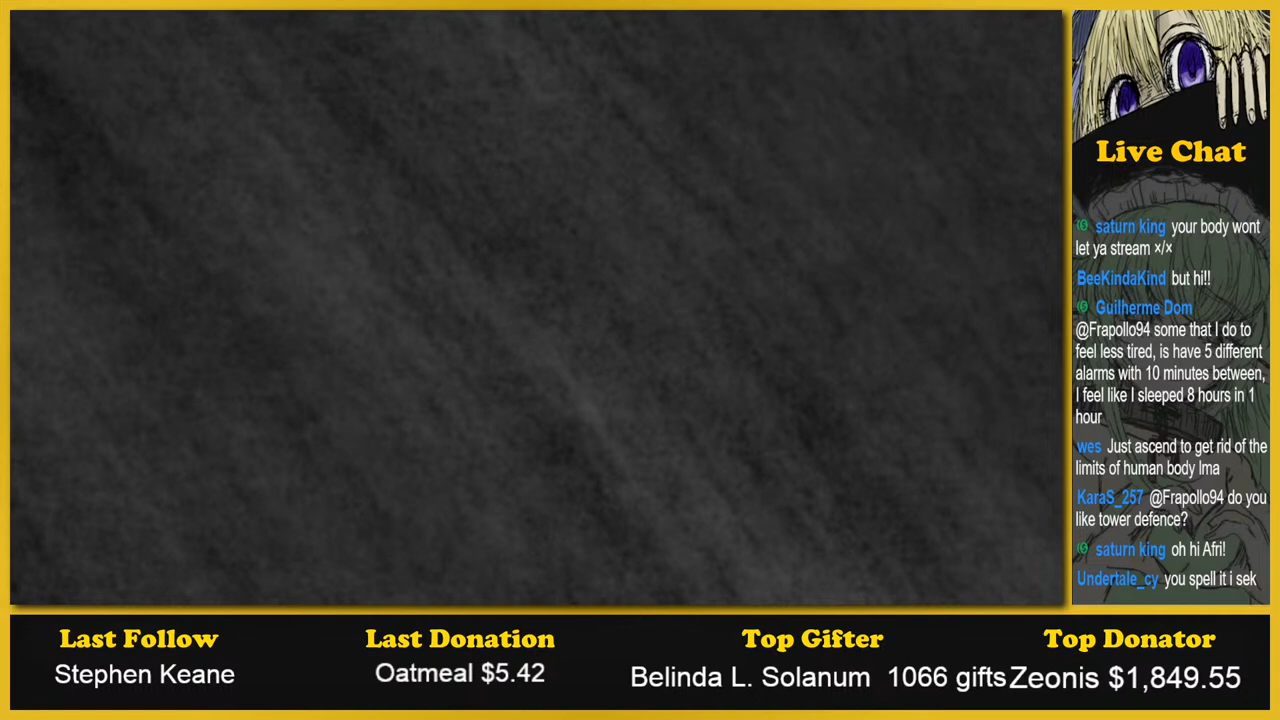 Live Chat
saturn king your body wont
let ya stream ×/×
BeeKindaKind but hi!!
Guilherme Dom
@Frapollo94 some that I do to
feel less tired, is have 5 different
alarms with 10 minutes between,
I feel like I sleeped 8 hours in 1
hour
wes Just ascend to get rid of the
limits of human body lma
KaraS_257 @Frapollo94 do you
like tower defence?
saturn king oh hi Afri!
Undertale_cy you spell it i sek
Last Follow Last Donation Top Gifter Top Donator
Stephen Keane Oatmeal $5.42 Belinda L. Solanum 1066 gifts Zeonis $1,849.55